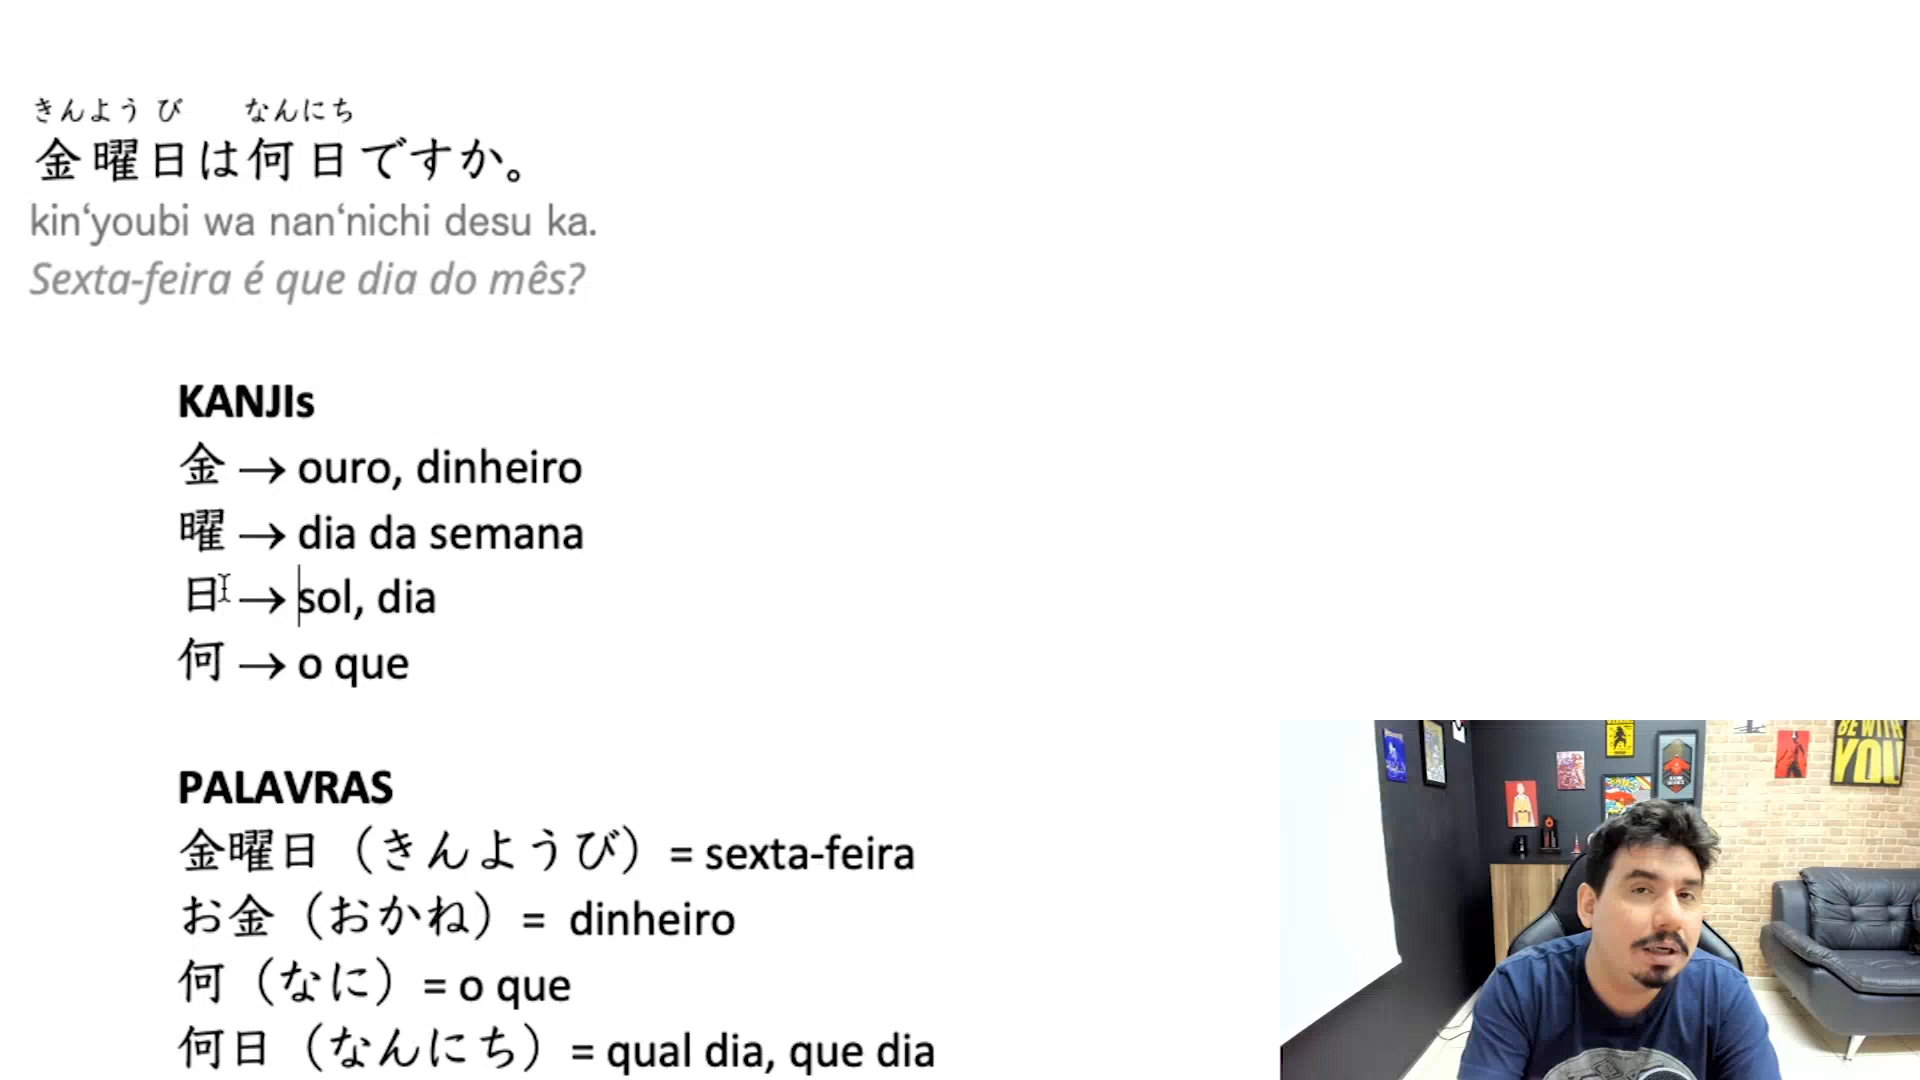 きんようび なんにち
金曜日は何日ですか。
kin‘youbi wa nan‘nichi desu ka.
Sexta-feira é que dia do mês?
KANJIs
金 → ouro, dinheiro
曜 → dia da semana
日 → sol, dia
何 → o que
PALAVRAS
金曜日（きんようび）= sexta-feira
お金（おかね）= dinheiro
何（なに）= o que
何日（なんにち）= qual dia, que dia
BE WITH
YOU